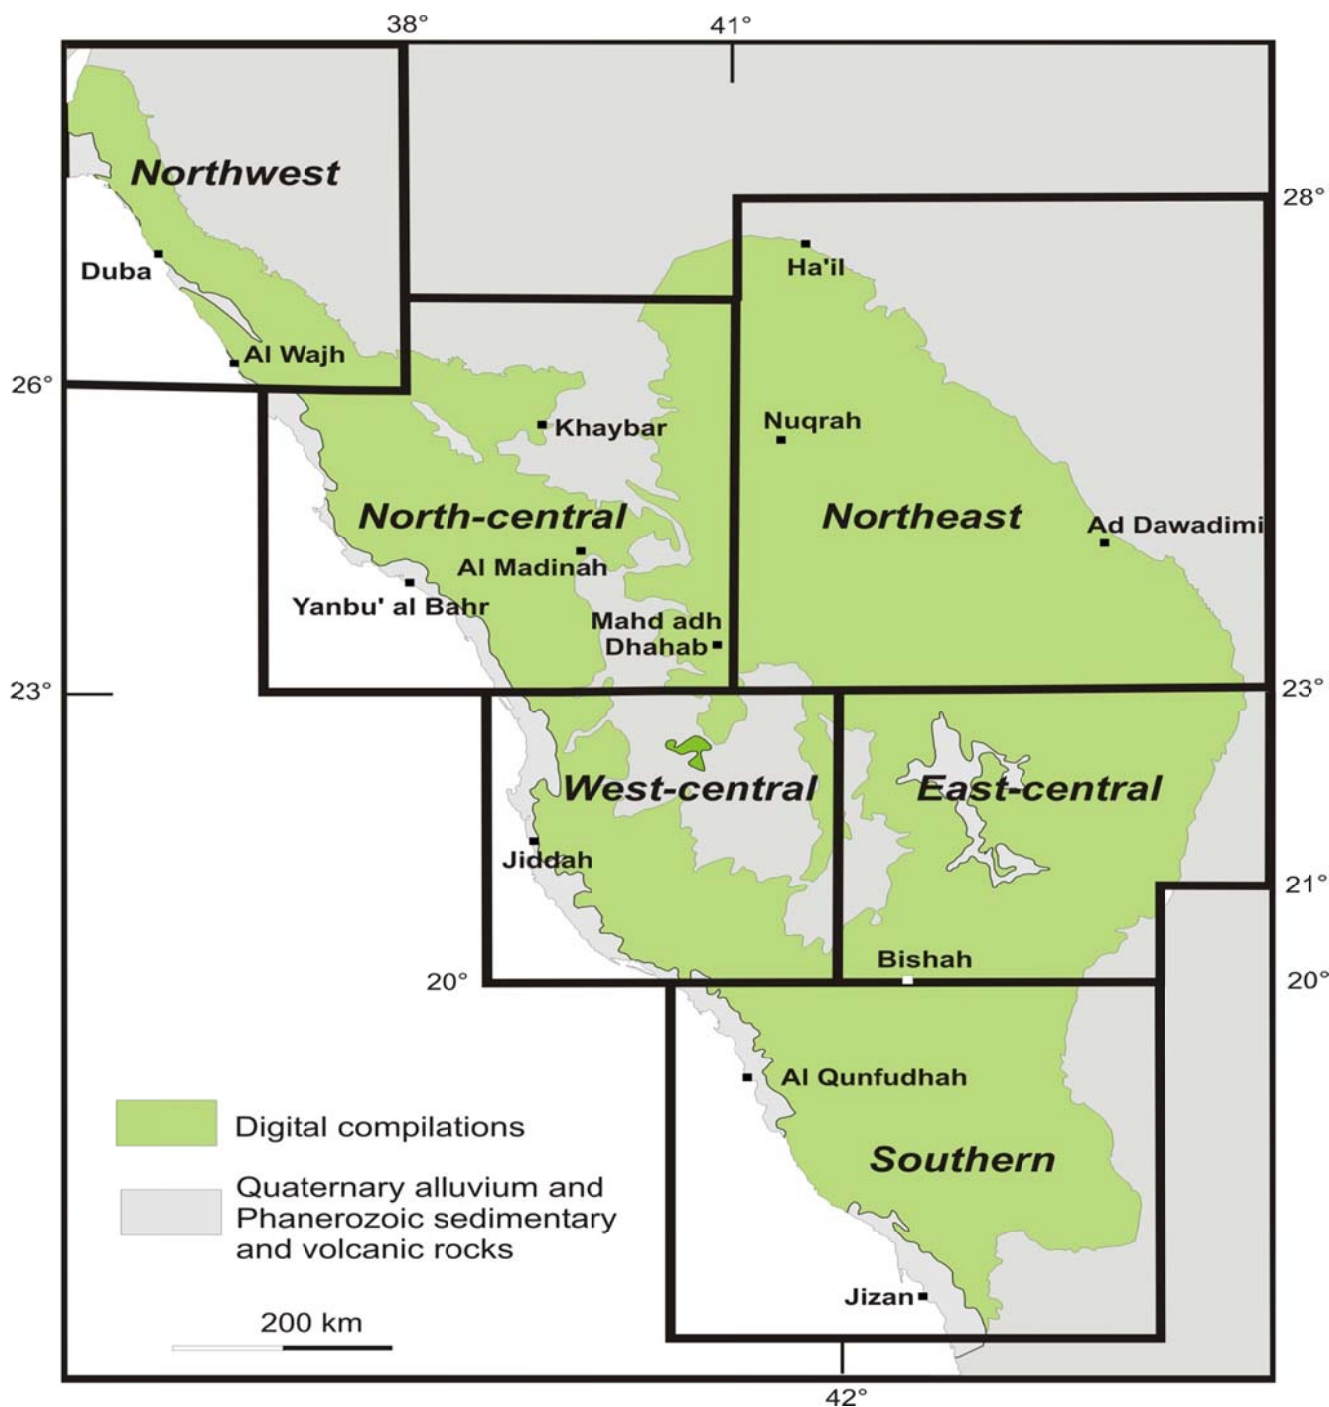 38°
41°
Northwest
28°
Duba
Ha'il
Al Wajh
26°
Khaybar
Nuqrah
North-central
Northeast
Ad Dawadimi
Al Madinah
Yanbu' al Bahr
Mahd adh
Dhahab
23°
23°
West-central
East-central
Jiddah
21°
Bishah
20°
20°
Al Qunfudhah
Digital compilations
Southern
Quaternary alluvium and
Phanerozoic sedimentary
and volcanic rocks
Jizan
200 km
42°